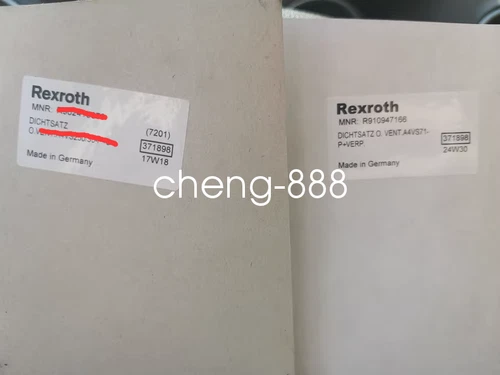 Rexroth
MNR:
DICHTSATZ
(7201)
371898
Made in Germany
17W18
Rexroth
MNR: R910947166
DICHTSATZ O. VENT.A4VS71-
P+VERP.
371898
Made in Germany
24W30
cheng-888